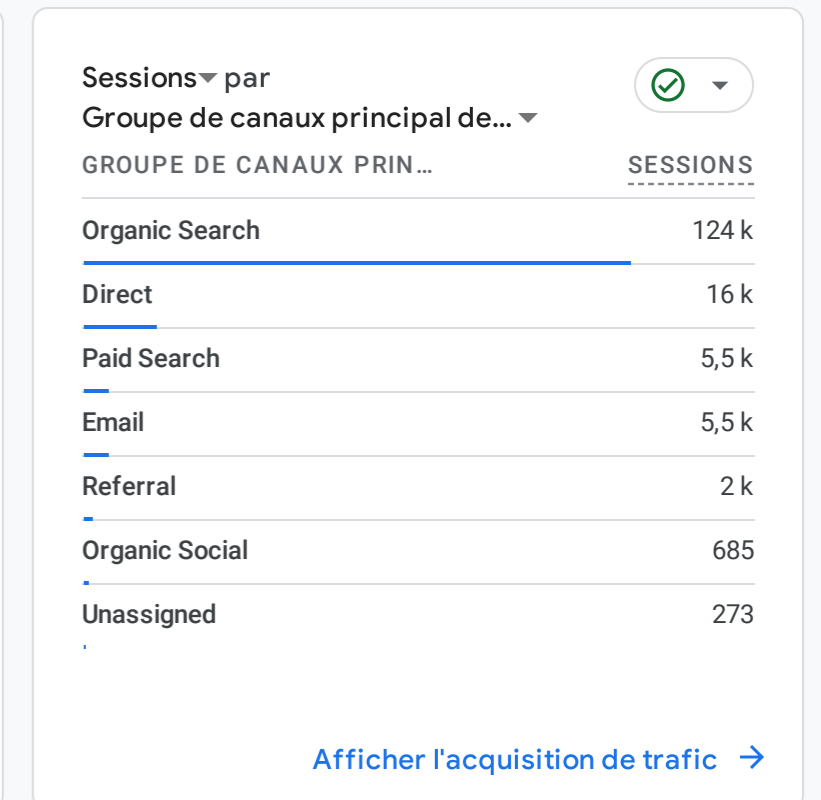 Sessions par
Groupe de canaux principal de...
GROUPE DE CANAUX PRIN... SESSIONS
Organic Search 124 k
Direct 16 k
Paid Search 5,5 k
Email 5,5 k
Referral 2 k
Organic Social 685
Unassigned 273
Afficher l'acquisition de trafic